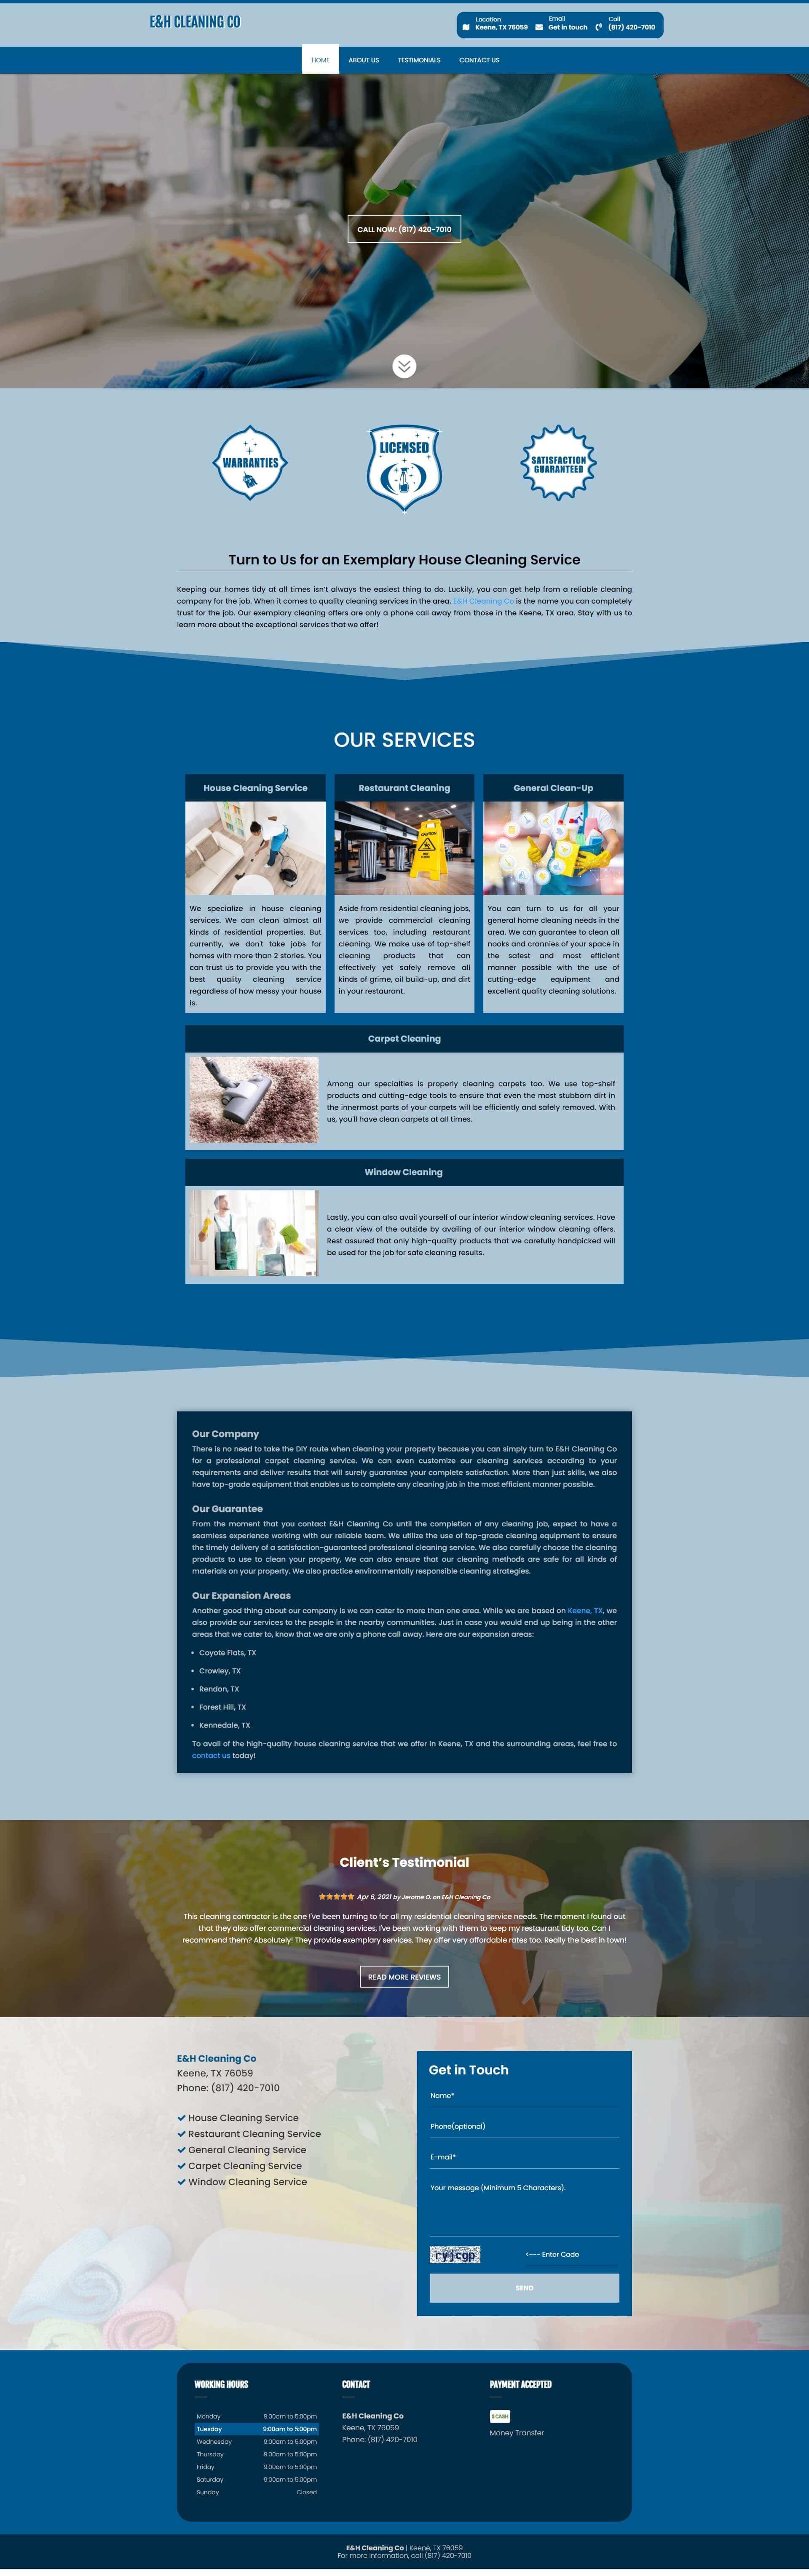 E&H CLEANING CO
Location
Keene, TX 76059
Email
Get in touch
Call
(817) 420-7010
HOME
ABOUT US
TESTIMONIALS
CONTACT US
CALL NOW: (817) 420-7010
WARRANTIES
LICENSED
SATISFACTION
GUARANTEED
Turn to Us for an Exemplary House Cleaning Service
Keeping our homes tidy at all times isn't always the easiest thing to do. Luckily, you can get help from a reliable cleaning
company for the job. When it comes to quality cleaning services in the area, E&H Cleaning Co is the name you can completely
trust for the job. Our exemplary cleaning offers are only a phone call away from those in the Keene, TX area. Stay with us to
learn more about the exceptional services that we offer!
OUR SERVICES
House Cleaning Service
We specialize in house cleaning
services. We can clean almost all
kinds of residential properties. But
currently, we don't take jobs for
homes with more than 2 stories. You
can trust us to provide you with the
best quality cleaning service
regardless of how messy your house
is.
Restaurant Cleaning
CAUTION
Aside from residential cleaning jobs,
we provide commercial cleaning
services too, including restaurant
cleaning. We make use of top-shelf
cleaning products that can
effectively yet safely remove all
kinds of grime, oil build-up, and dirt
in your restaurant.
General Clean-Up
You can turn to us for all your
general home cleaning needs in the
area. We can guarantee to clean all
nooks and crannies of your space in
the safest and most efficient
manner possible with the use of
cutting-edge equipment and
excellent quality cleaning solutions.
Carpet Cleaning
Among our specialties is properly cleaning carpets too. We use top-shelf
products and cutting-edge tools to ensure that even the most stubborn dirt in
the innermost parts of your carpets will be efficiently and safely removed. With
us, you'll have clean carpets at all times.
Window Cleaning
Lastly, you can also avail yourself of our interior window cleaning services. Have
a clear view of the outside by availing of our interior window cleaning offers.
Rest assured that only high-quality products that we carefully handpicked will
be used for the job for safe cleaning results.
Our Company
There is no need to take the DIY route when cleaning your property because you can simply turn to E&H Cleaning Co
for a professional carpet cleaning service. We can even customize our cleaning services according to your
requirements and deliver results that will surely guarantee your complete satisfaction. More than just skills, we also
have top-grade equipment that enables us to complete any cleaning job in the most efficient manner possible.
Our Guarantee
From the moment that you contact E&H Cleaning Co until the completion of any cleaning job, expect to have a
seamless experience working with our reliable team. We utilize the use of top-grade cleaning equipment to ensure
the timely delivery of a satisfaction-guaranteed professional cleaning service. We also carefully choose the cleaning
products to use to clean your property, We can also ensure that our cleaning methods are safe for all kinds of
materials on your property. We also practice environmentally responsible cleaning strategies.
Our Expansion Areas
Another good thing about our company is we can cater to more than one area. While we are based on Keene, TX, we
also provide our services to the people in the nearby communities. Just in case you would end up being in the other
areas that we cater to, know that we are only a phone call away. Here are our expansion areas:
• Coyote Flats, TX
• Crowley, TX
• Rendon, TX
• Forest Hill, TX
• Kennedale, TX
To avail of the high-quality house cleaning service that we offer in Keene, TX and the surrounding areas, feel free to
contact us today!
Client's Testimonial
Apr 6, 2021 by Jerome O. on E&H Cleaning Co
This cleaning contractor is the one I've been turning to for all my residential cleaning service needs. The moment I found out
that they also offer commercial cleaning services, I've been working with them to keep my restaurant tidy too. Can I
recommend them? Absolutely! They provide exemplary services. They offer very affordable rates too. Really the best in town!
READ MORE REVIEWS
E&H Cleaning Co
Keene, TX 76059
Phone: (817) 420-7010
House Cleaning Service
Restaurant Cleaning Service
General Cleaning Service
Carpet Cleaning Service
Window Cleaning Service
Get in Touch
Name*
Phone(optional)
E-mail*
Your message (Minimum 5 Characters).
ryjcgp
<--- Enter Code
SEND
WORKING HOURS
Monday 9:00am to 5:00pm
Tuesday 9:00am to 5:00pm
Wednesday 9:00am to 5:00pm
Thursday 9:00am to 5:00pm
Friday 9:00am to 5:00pm
Saturday 9:00am to 5:00pm
Sunday Closed
CONTACT
E&H Cleaning Co
Keene, TX 76059
Phone: (817) 420-7010
PAYMENT ACCEPTED
$ CASH
Money Transfer
E&H Cleaning Co | Keene, TX 76059
For more information, call (817) 420-7010